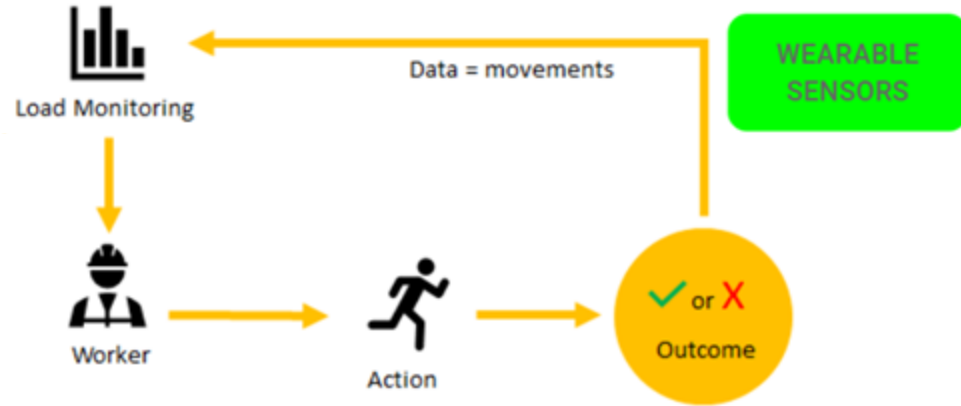 WEARABLE
SENSORS
Data = movements
Load Monitoring
Worker
Action
or X
Outcome